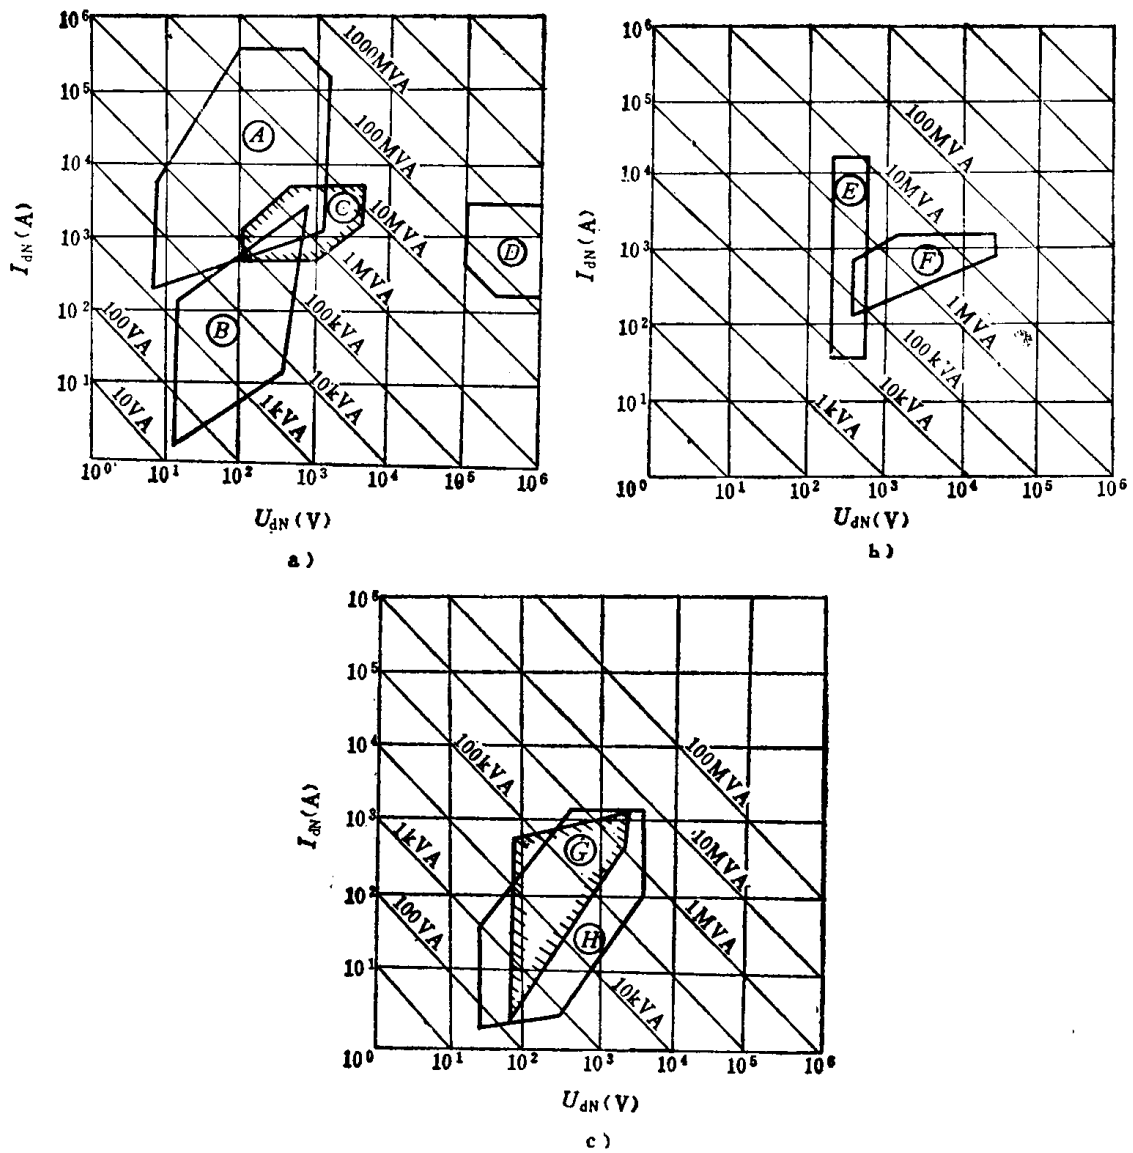 10⁶
10⁵
10⁴
10³
10²
10¹
10⁰
10¹
10²
10³
10⁴
10⁵
10⁶
I_dN (A)
U_dN (V)
1000MVA
100MVA
10MVA
1MVA
100kVA
10kVA
1kVA
100VA
10VA
A
B
C
D
a)
10⁶
10⁵
10⁴
10³
10²
10¹
10⁰
10¹
10²
10³
10⁴
10⁵
10⁶
I_dN (A)
U_dN (V)
100MVA
10MVA
1MVA
100kVA
10kVA
1kVA
E
F
b)
10⁶
10⁵
10⁴
10³
10²
10¹
10⁰
10¹
10²
10³
10⁴
10⁵
10⁶
I_dN (A)
U_dN (V)
100MVA
10MVA
1MVA
100kVA
10kVA
1kVA
100VA
G
H
c)